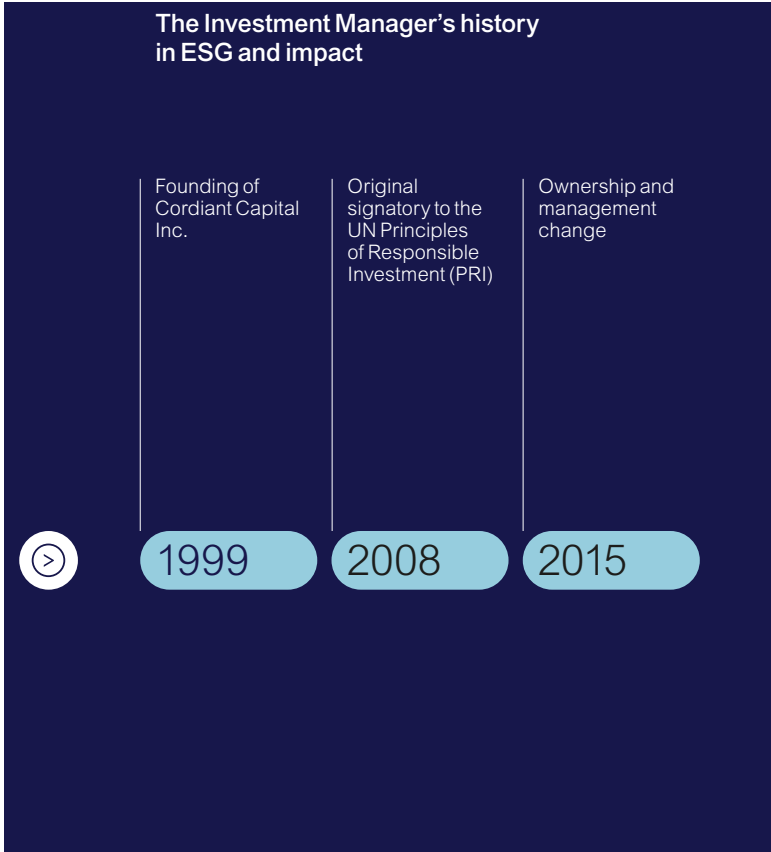 The Investment Manager’s history
in ESG and impact
Founding of
Cordiant Capital
Inc.
Original
signatory to the
UN Principles
of Responsible
Investment (PRI)
Ownership and
management
change
>
1999
2008
2015